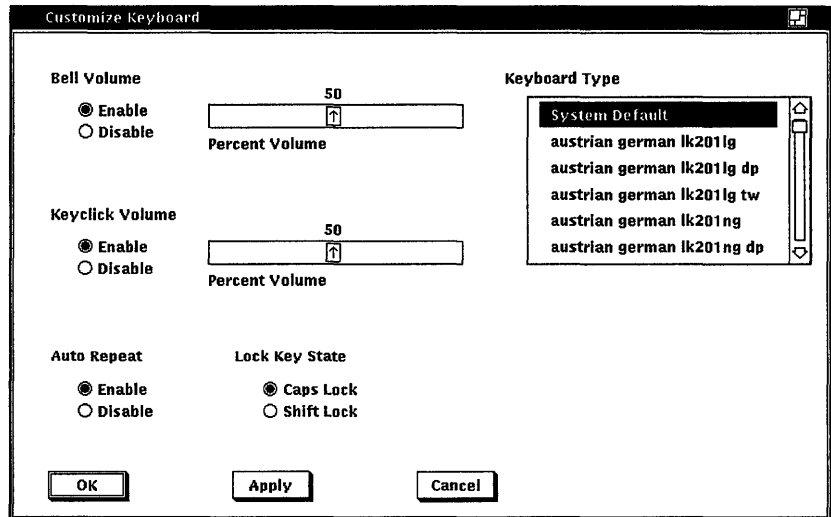 Customize Keyboard
Bell Volume
Enable
Disable
50
Percent Volume
Keyclick Volume
Enable
Disable
50
Percent Volume
Keyboard Type
System Default
austrian german lk201lg
austrian german lk201lg dp
austrian german lk201lg tw
austrian german lk201ng
austrian german lk201ng dp
Auto Repeat
Enable
Disable
Lock Key State
Caps Lock
Shift Lock
OK
Apply
Cancel